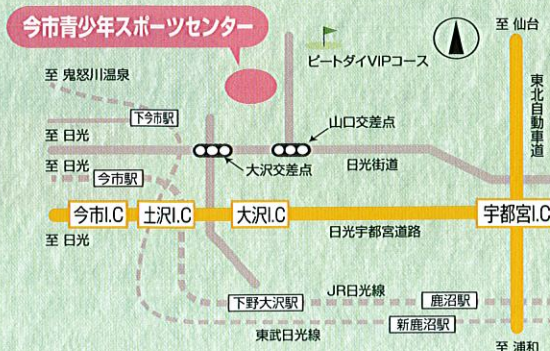 今市青少年スポーツセンター
至 仙台
ピートダイVIPコース
至 鬼怒川温泉
東北自動車道
下今市駅
山口交差点
至 日光
大沢交差点
日光街道
至 日光
今市駅
今市I.C
土沢I.C
大沢I.C
宇都宮I.C
至 日光
日光宇都宮道路
JR日光線
下野大沢駅
鹿沼駅
新鹿沼駅
東武日光線
至 浦和